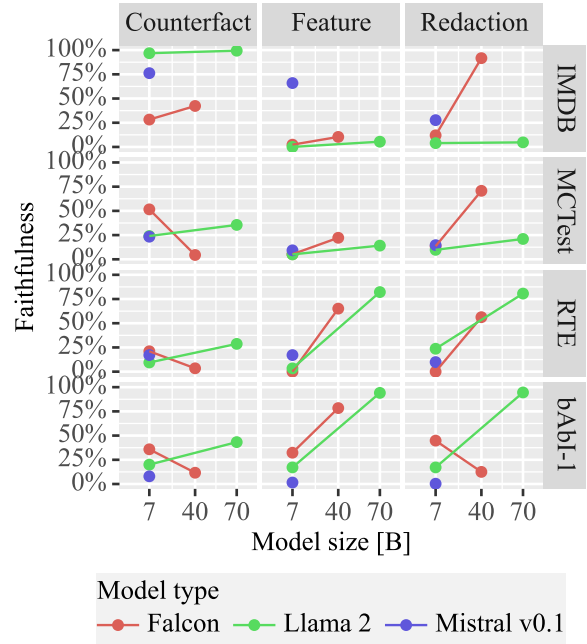 Counterfact Feature Redaction
Faithfulness
100%
75%
50%
25%
0%
IMDB
100%
75%
50%
25%
0%
MCTest
100%
75%
50%
25%
0%
RTE
100%
75%
50%
25%
0%
bAbI-1
7 40 70 7 40 70 7 40 70
Model size [B]
Model type
Falcon Llama 2 Mistral v0.1